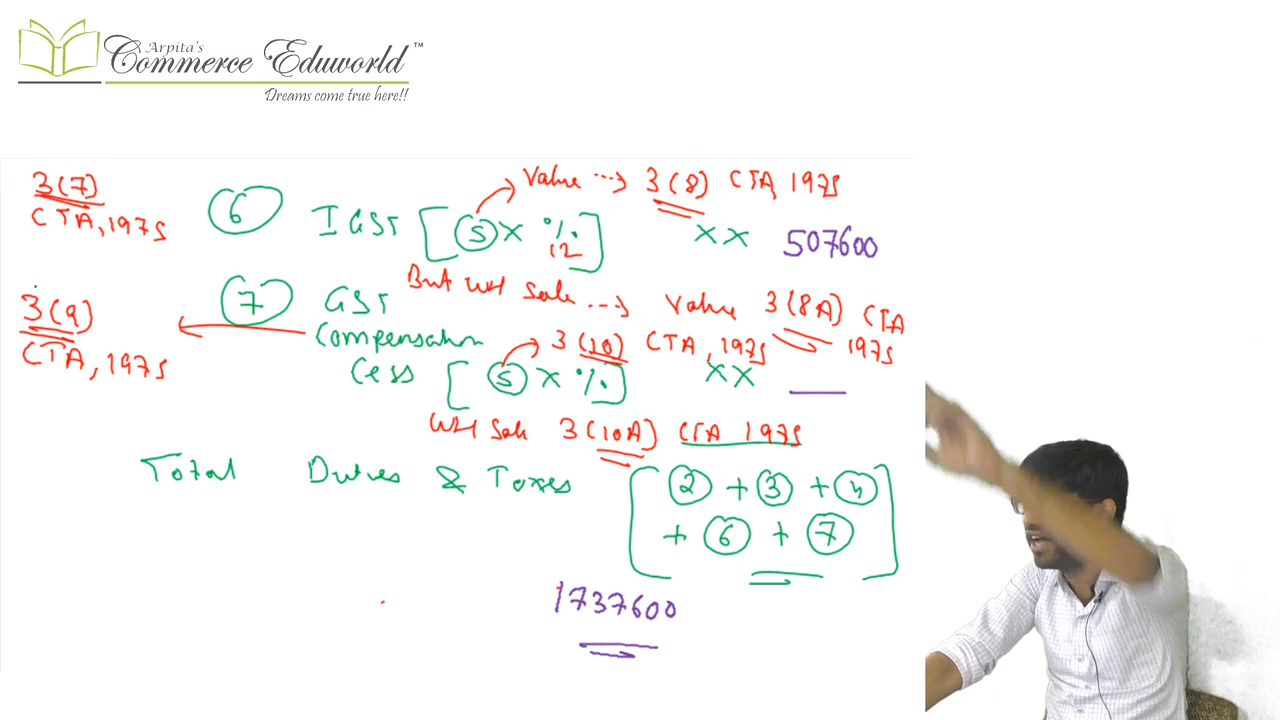 Arpita's
Commerce Eduworld™
Dreams come true here!!
Value ⇢ 3(8) CTA 1975
3(7)
CTA, 1975
6 IGST [5 x % 12] XX 507600
But WH Sale ⇢ Value 3(8A) CTA 1975
3(9)
CTA, 1975
7 GST Compensation Cess
3(10) CTA, 1975
[5 x %] XX
WH Sale 3(10A) CTA 1975
Total Duties & Taxes [2 + 3 + 4
+ 6 + 7]
1737600